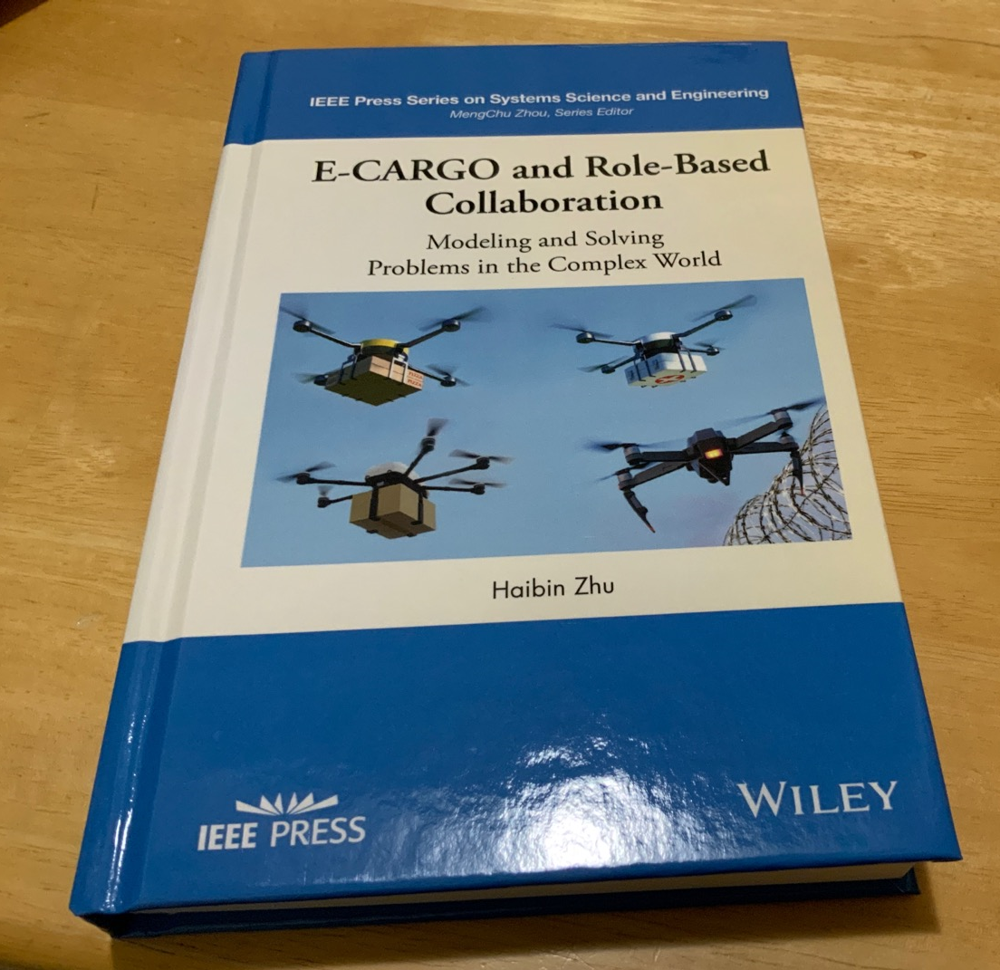 IEEE Press Series on Systems Science and Engineering
MengChu Zhou, Series Editor
E-CARGO and Role-Based
Collaboration
Modeling and Solving
Problems in the Complex World
Haibin Zhu
IEEE PRESS
WILEY